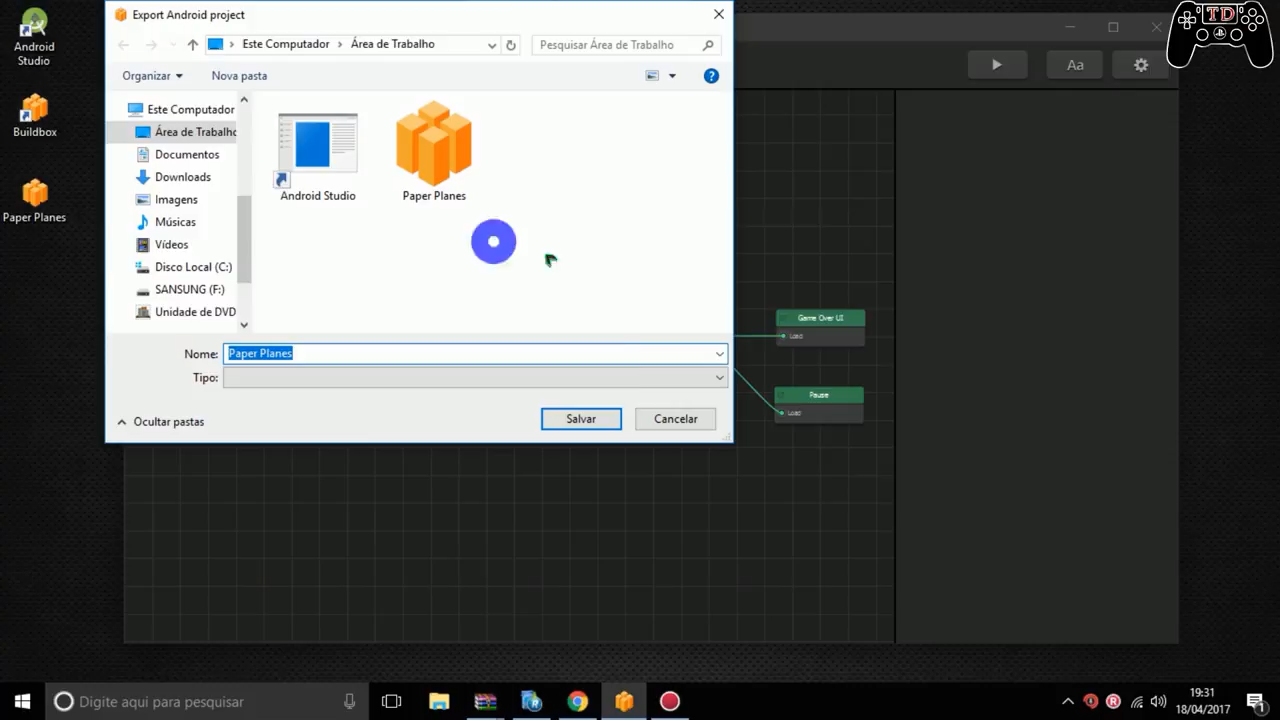 Export Android project
TD
Android
Studio
Este Computador
Área de Trabalho
Pesquisar Área de Trabalho
Aa
Organizar
Nova pasta
?
Buildbox
Este Computador
Área de Trabalho
Documentos
Downloads
Imagens
Músicas
Vídeos
Disco Local (C:)
SANSUNG (F:)
Unidade de DVD
Android Studio
Paper Planes
Paper Planes
Game Over UI
Load
Nome:
Paper Planes
Tipo:
Pause
Load
Ocultar pastas
Salvar
Cancelar
Digite aqui para pesquisar
19:31
18/04/2017
1